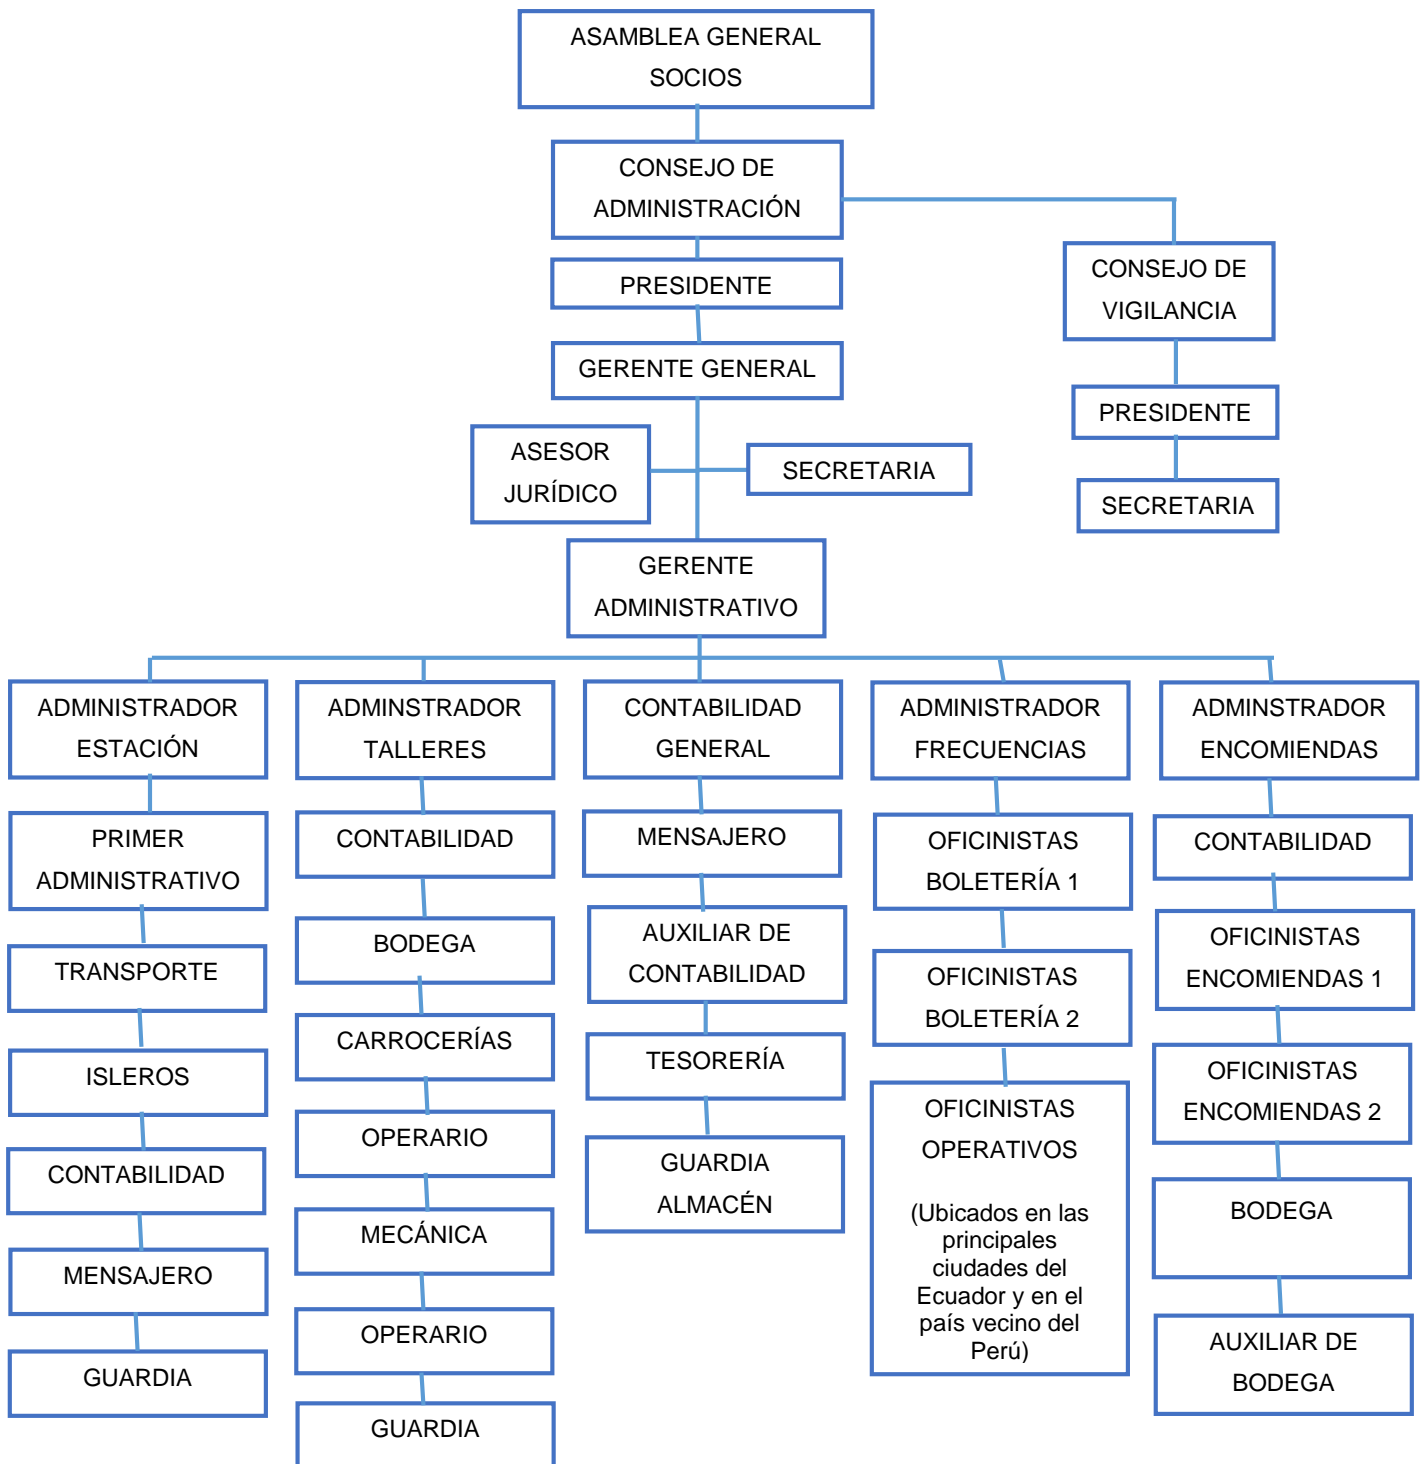 ASAMBLEA GENERAL
SOCIOS
CONSEJO DE
ADMINISTRACIÓN
PRESIDENTE
CONSEJO DE
VIGILANCIA
GERENTE GENERAL
PRESIDENTE
ASESOR
JURÍDICO
SECRETARIA
SECRETARIA
GERENTE
ADMINISTRATIVO
ADMINISTRADOR
ESTACIÓN
PRIMER
ADMINISTRATIVO
TRANSPORTE
ISLEROS
CONTABILIDAD
MENSAJERO
GUARDIA
ADMINSTRADOR
TALLERES
CONTABILIDAD
BODEGA
CARROCERÍAS
OPERARIO
MECÁNICA
OPERARIO
GUARDIA
CONTABILIDAD
GENERAL
MENSAJERO
AUXILIAR DE
CONTABILIDAD
TESORERÍA
GUARDIA
ALMACÉN
ADMINISTRADOR
FRECUENCIAS
OFICINISTAS
BOLETERÍA 1
OFICINISTAS
BOLETERÍA 2
OFICINISTAS
OPERATIVOS
(Ubicados en las
principales
ciudades del
Ecuador y en el
país vecino del
Perú)
ADMINSTRADOR
ENCOMIENDAS
CONTABILIDAD
OFICINISTAS
ENCOMIENDAS 1
OFICINISTAS
ENCOMIENDAS 2
BODEGA
AUXILIAR DE
BODEGA